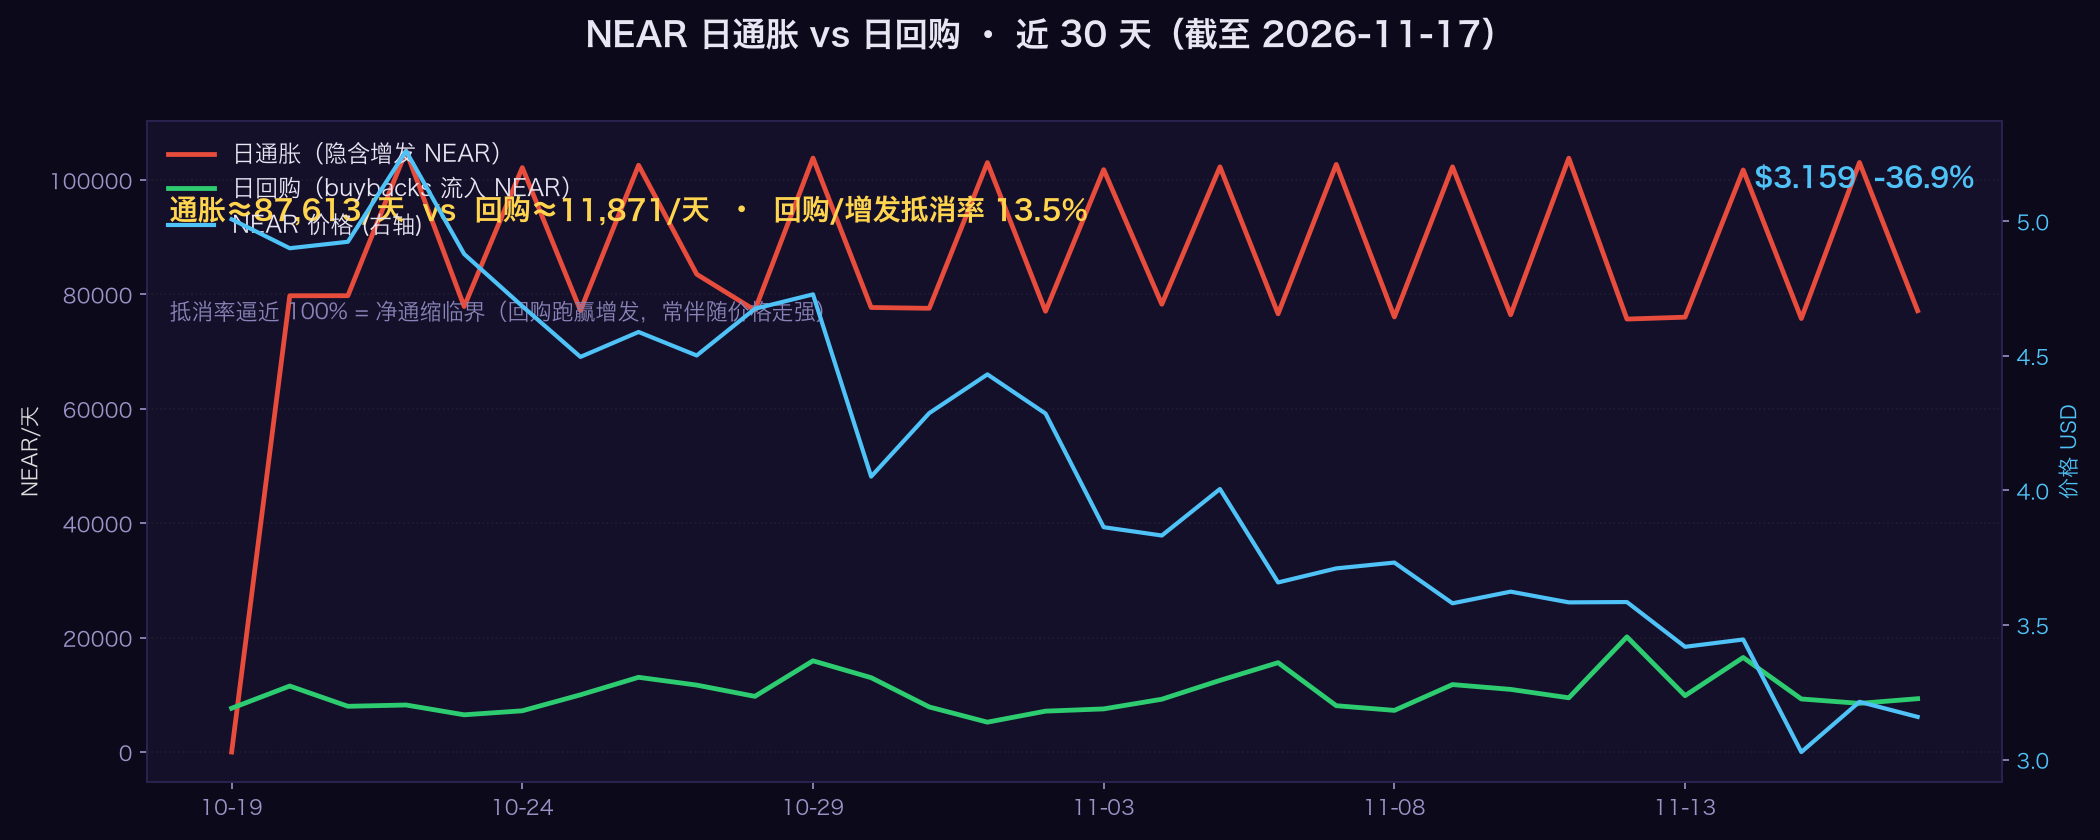 NEAR 日通胀 vs 日回购 · 近 30 天（截至 2026-11-17）
日通胀（隐含增发 NEAR）
日回购（buybacks 流入 NEAR）
通胀≈87,613/天 vs 回购≈11,871/天 · 回购/增发抵消率 13.5%
NEAR 价格 (右轴)
$3.159 -36.9%
抵消率逼近 100% = 净通缩临界（回购跑赢增发，常伴随价格走强）
100000
80000
60000
40000
20000
0
NEAR/天
5.0
4.5
4.0
3.5
3.0
价格 USD
10-19
10-24
10-29
11-03
11-08
11-13